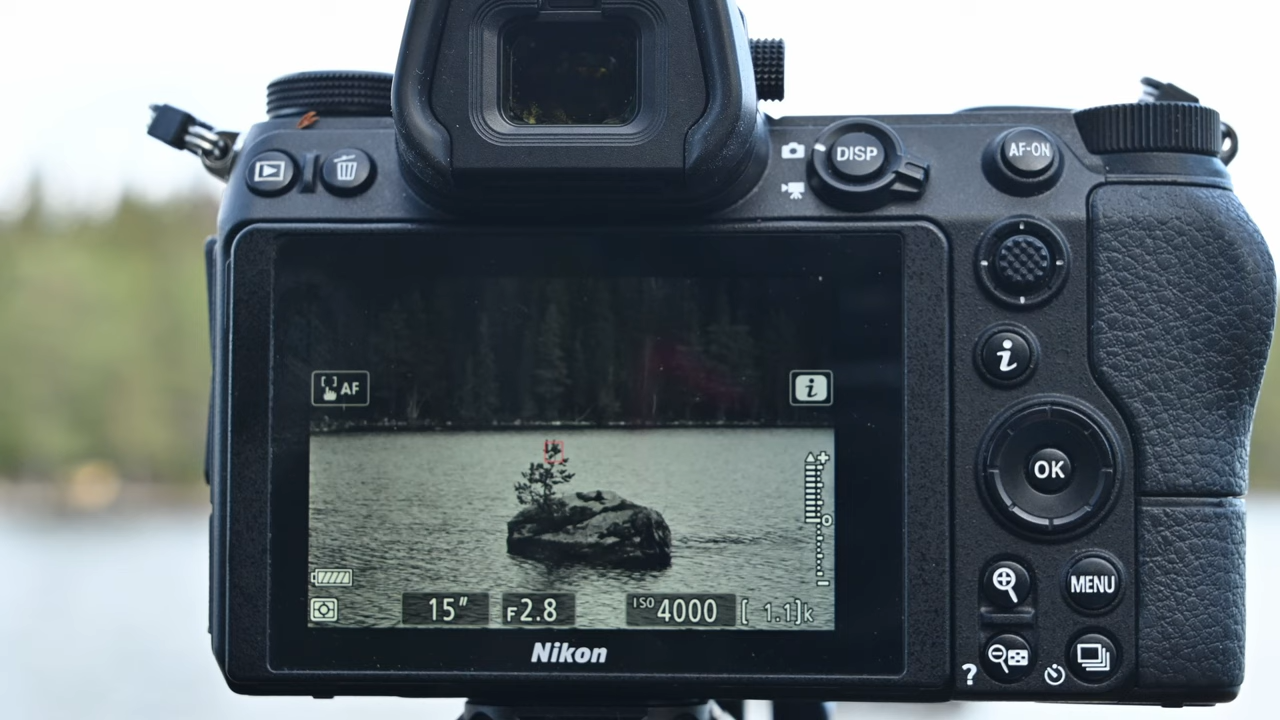 DISP
AF-ON
AF
i
i
OK
15" F2.8 ISO 4000 [ 1.1]k
MENU
Nikon
?